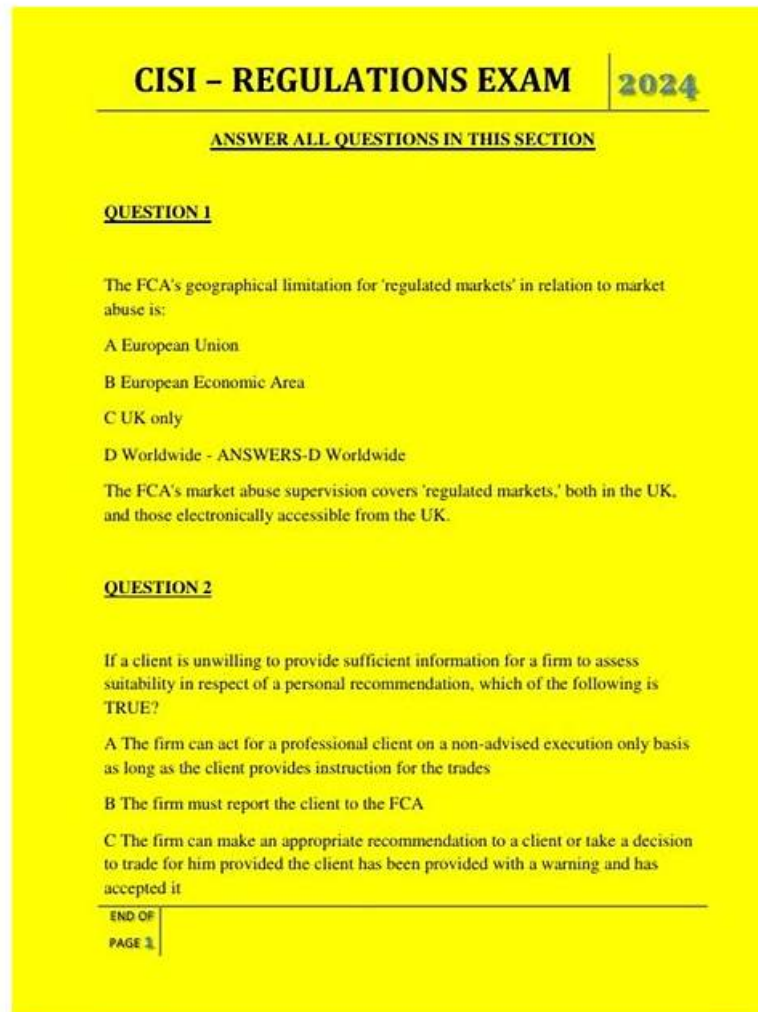 CISI – REGULATIONS EXAM 2024
ANSWER ALL QUESTIONS IN THIS SECTION
QUESTION 1
The FCA's geographical limitation for 'regulated markets' in relation to market
abuse is:
A European Union
B European Economic Area
C UK only
D Worldwide - ANSWERS-D Worldwide
The FCA's market abuse supervision covers 'regulated markets,' both in the UK,
and those electronically accessible from the UK.
QUESTION 2
If a client is unwilling to provide sufficient information for a firm to assess
suitability in respect of a personal recommendation, which of the following is
TRUE?
A The firm can act for a professional client on a non-advised execution only basis
as long as the client provides instruction for the trades
B The firm must report the client to the FCA
C The firm can make an appropriate recommendation to a client or take a decision
to trade for him provided the client has been provided with a warning and has
accepted it
END OF
PAGE 1